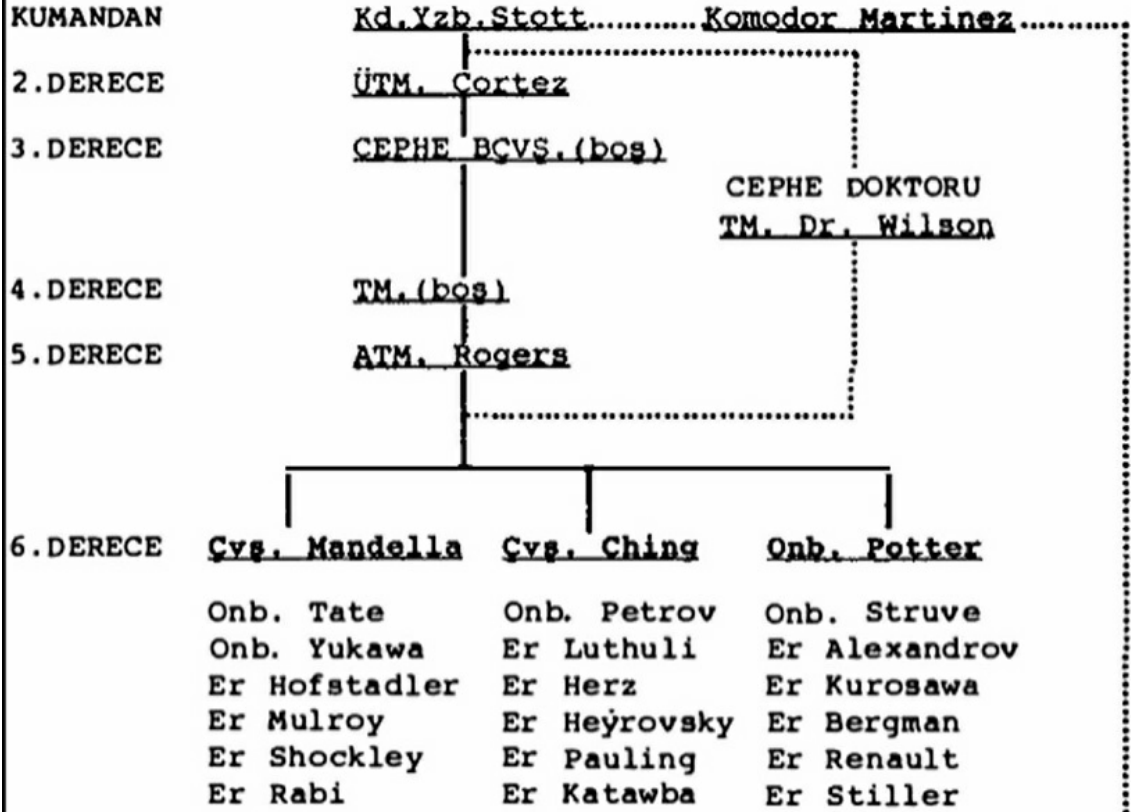 KUMANDAN Kd.Yzb.Stott Komodor Martinez
2.DERECE ÜTM. Cortez
3.DERECE CEPHE BÇVŞ.(boş)
CEPHE DOKTORU
TM. Dr. Wilson
4.DERECE TM.(boş)
5.DERECE ATM. Rogers
6.DERECE Çvş. Mandella Çvş. Ching Onb. Potter
Onb. Tate Onb. Petrov Onb. Struve
Onb. Yukawa Er Luthuli Er Alexandrov
Er Hofstadler Er Herz Er Kurosawa
Er Mulroy Er Heyrovsky Er Bergman
Er Shockley Er Pauling Er Renault
Er Rabi Er Katawba Er Stiller